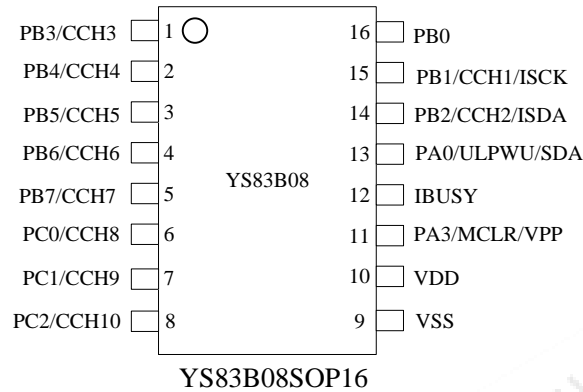 PB3/CCH3 1 16 PB0
PB4/CCH4 2 15 PB1/CCH1/ISCK
PB5/CCH5 3 14 PB2/CCH2/ISDA
PB6/CCH6 4 13 PA0/ULPWU/SDA
YS83B08
PB7/CCH7 5 12 IBUSY
PC0/CCH8 6 11 PA3/MCLR/VPP
PC1/CCH9 7 10 VDD
PC2/CCH10 8 9 VSS
YS83B08SOP16